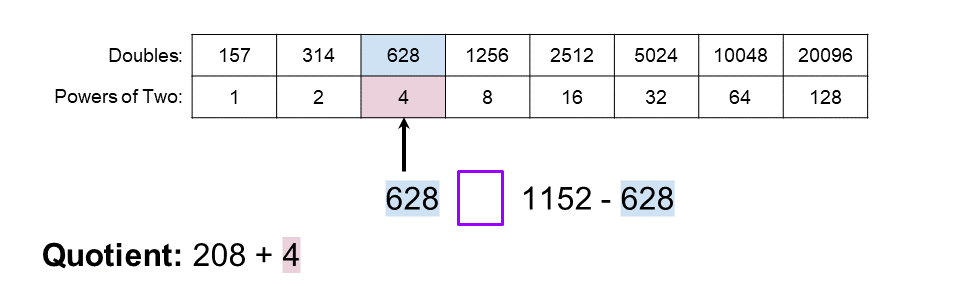 Doubles: 157 314 628 1256 2512 5024 10048 20096
Powers of Two: 1 2 4 8 16 32 64 128
628 1152 - 628
Quotient: 208 + 4